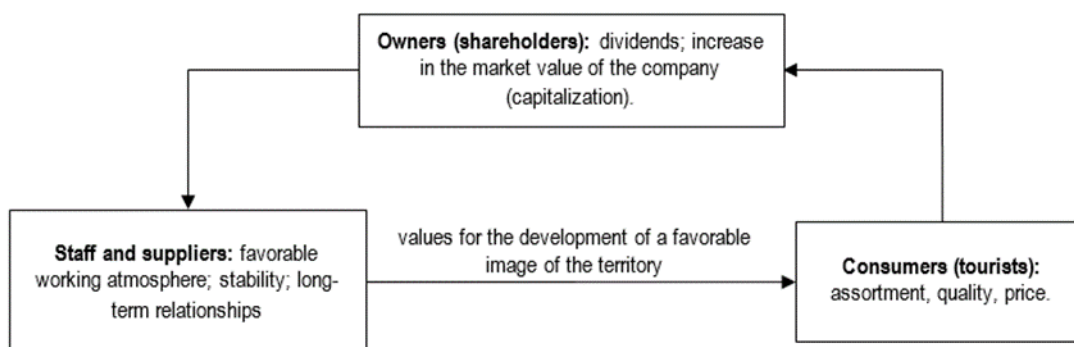 Owners (shareholders): dividends; increase
in the market value of the company
(capitalization).
Staff and suppliers: favorable
working atmosphere; stability; long-
term relationships
values for the development of a favorable
image of the territory
Consumers (tourists):
assortment, quality, price.